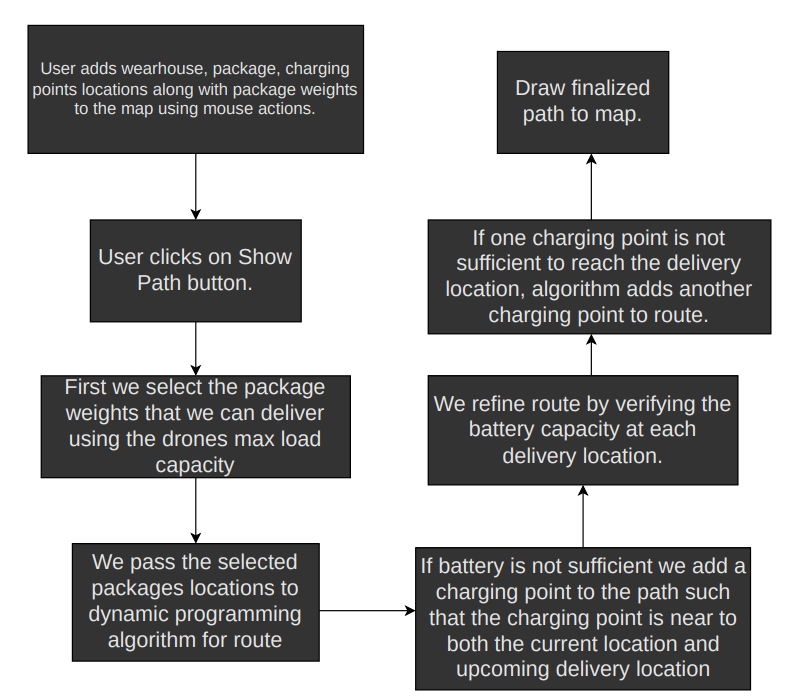 User adds wearhouse, package, charging
points locations along with package weights
to the map using mouse actions.
User clicks on Show
Path button.
First we select the package
weights that we can deliver
using the drones max load
capacity
We pass the selected
packages locations to
dynamic programming
algorithm for route
If battery is not sufficient we add a
charging point to the path such
that the charging point is near to
both the current location and
upcoming delivery location
We refine route by verifying the
battery capacity at each
delivery location.
If one charging point is not
sufficient to reach the delivery
location, algorithm adds another
charging point to route.
Draw finalized
path to map.